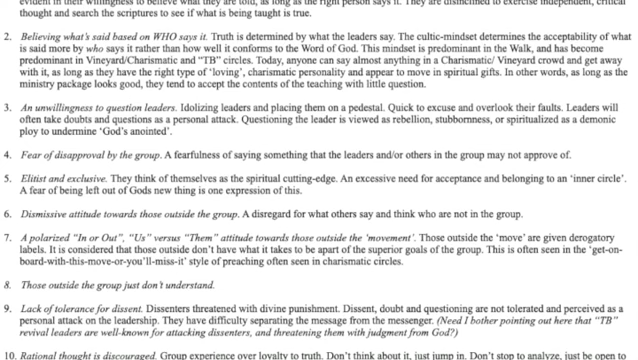 evident in their willingness to believe what they are told, as long as the right person says it. They are disinclined to exercise independent, critical
thought and search the scriptures to see if what is being taught is true.
2. Believing what's said based on WHO says it. Truth is determined by what the leaders say. The cultic-mindset determines the acceptability of what
is said more by who says it rather than how well it conforms to the Word of God. This mindset is predominant in the Walk, and has become
predominant in Vineyard/Charismatic and "TB" circles. Today, anyone can say almost anything in a Charismatic/ Vineyard crowd and get away
with it, as long as they have the right type of 'loving', charismatic personality and appear to move in spiritual gifts. In other words, as long as the
ministry package looks good, they tend to accept the contents of the teaching with little question.
3. An unwillingness to question leaders. Idolizing leaders and placing them on a pedestal. Quick to excuse and overlook their faults. Leaders will
often take doubts and questions as a personal attack. Questioning the leader is viewed as rebellion, stubbornness, or spiritualized as a demonic
ploy to undermine 'God's anointed'.
4. Fear of disapproval by the group. A fearfulness of saying something that the leaders and/or others in the group may not approve of.
5. Elitist and exclusive. They think of themselves as the spiritual cutting-edge. An excessive need for acceptance and belonging to an 'inner circle'.
A fear of being left out of Gods new thing is one expression of this.
6. Dismissive attitude towards those outside the group. A disregard for what others say and think who are not in the group.
7. A polarized "In or Out", "Us" versus "Them" attitude towards those outside the 'movement'. Those outside the 'move' are given derogatory
labels. It is considered that those outside don't have what it takes to be apart of the superior goals of the group. This is often seen in the 'get-on-
board-with-this-move-or-you'll-miss-it' style of preaching often seen in charismatic circles.
8. Those outside the group just don't understand.
9. Lack of tolerance for dissent. Dissenters threatened with divine punishment. Dissent, doubt and questioning are not tolerated and perceived as a
personal attack on the leadership. They have difficulty separating the message from the messenger. (Need I bother pointing out here that "TB"
revival leaders are well-known for attacking dissenters, and threatening them with judgment from God?)
10. Rational thought is discouraged. Group experience over loyalty to truth. Don't think about it, just jump in. Don't stop to analyze, just be open to